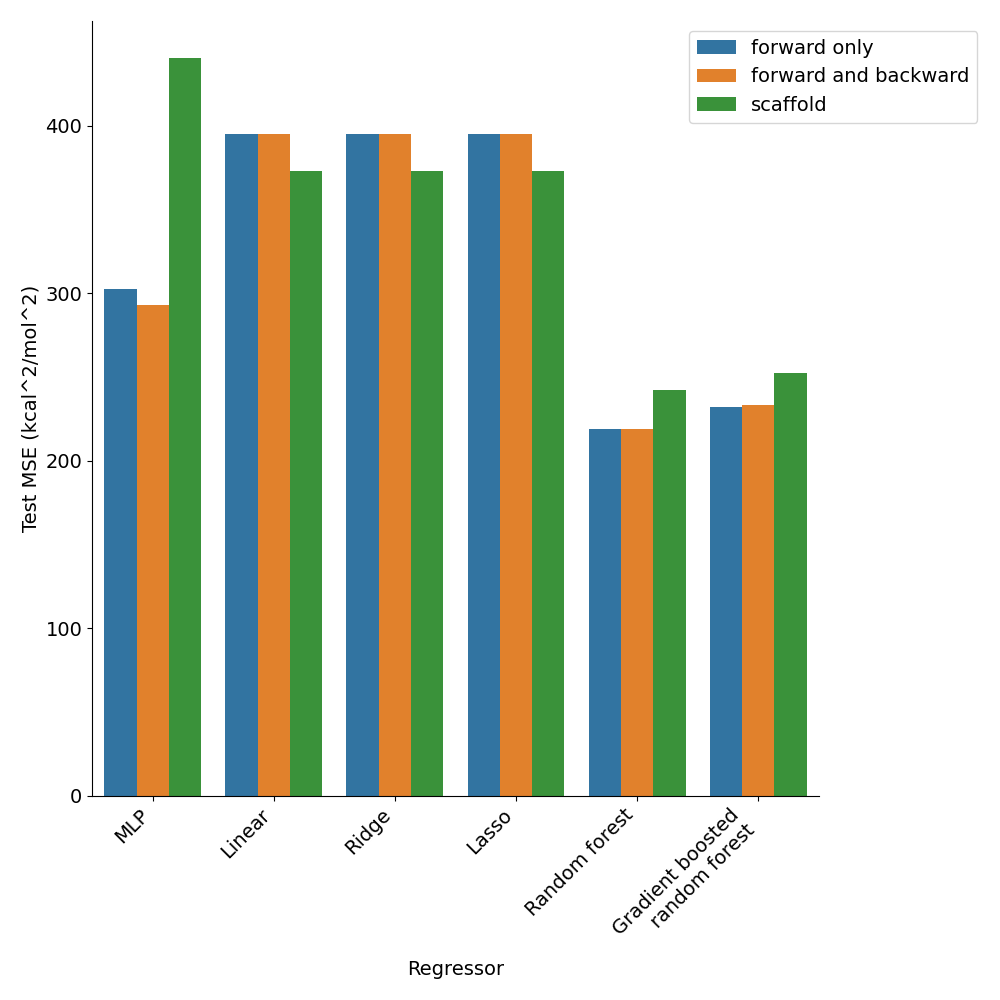 forward only
forward and backward
scaffold
Test MSE (kcal^2/mol^2)
400
300
200
100
0
MLP
Linear
Ridge
Lasso
Random forest
Gradient boosted
random forest
Regressor